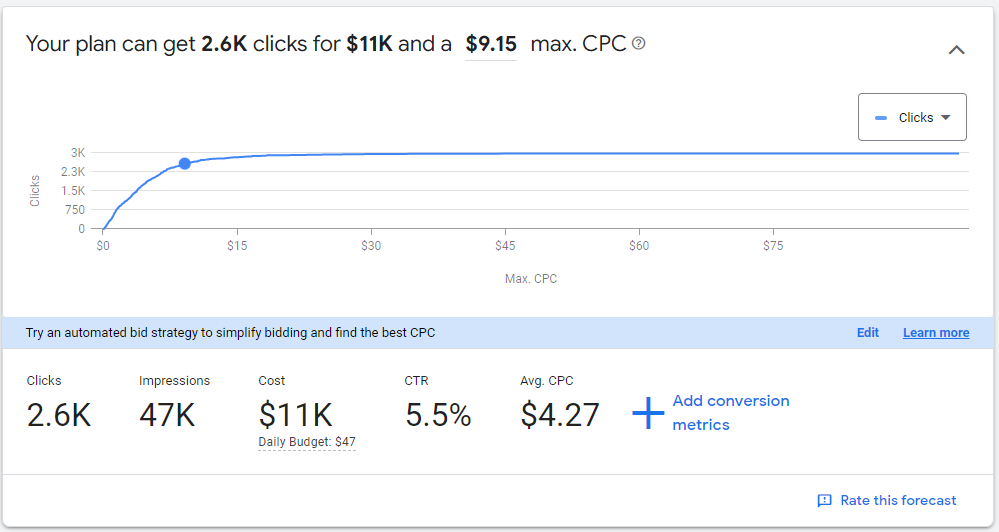 Your plan can get 2.6K clicks for $11K and a $9.15 max. CPC
Clicks
3K
2.3K
1.5K
750
0
Clicks
$0 $15 $30 $45 $60 $75
Max. CPC
Try an automated bid strategy to simplify bidding and find the best CPC Edit Learn more
Clicks Impressions Cost CTR Avg. CPC
2.6K 47K $11K 5.5% $4.27
Daily Budget: $47
Add conversion
metrics
Rate this forecast